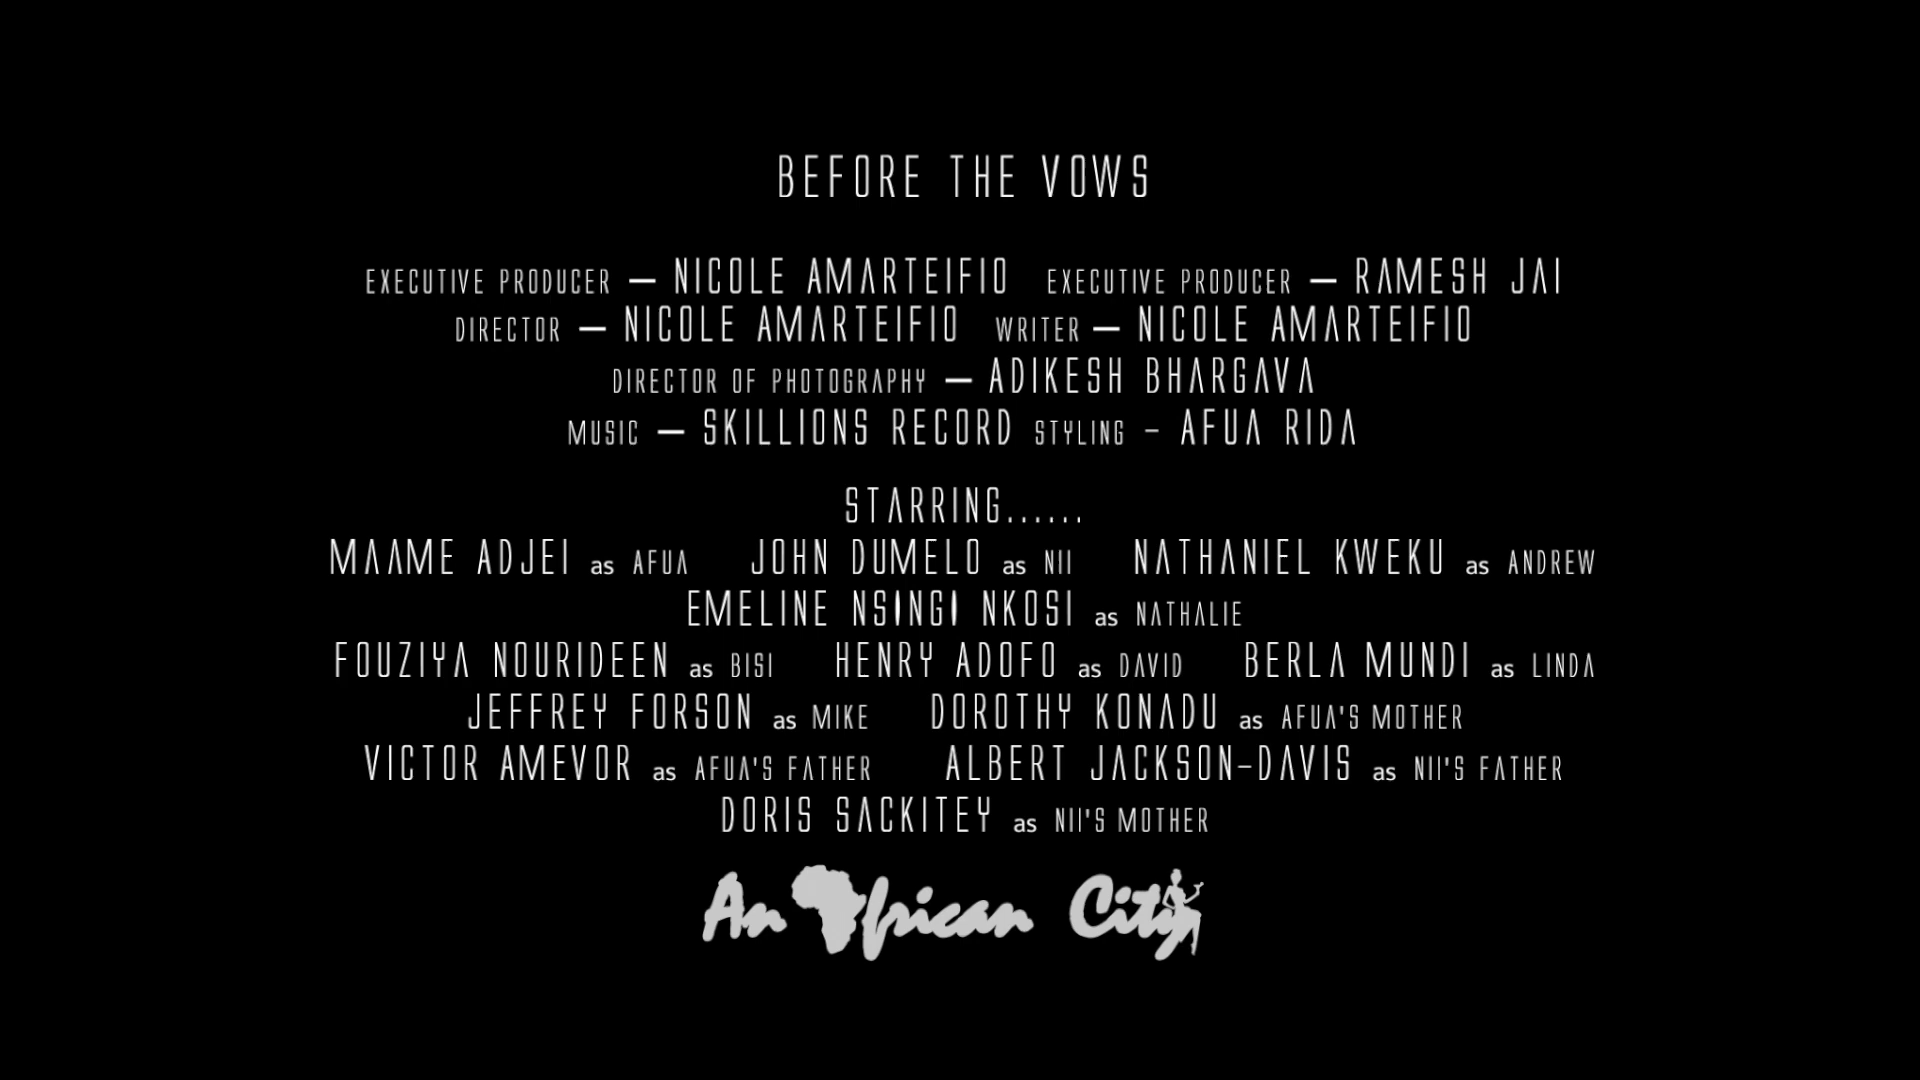 BEFORE THE VOWS
EXECUTIVE PRODUCER — NICOLE AMARTEIFIO EXECUTIVE PRODUCER — RAMESH JAI
DIRECTOR — NICOLE AMARTEIFIO WRITER — NICOLE AMARTEIFIO
DIRECTOR OF PHOTOGRAPHY — ADIKESH BHARGAVA
MUSIC — SKILLIONS RECORD STYLING - AFUA RIDA
STARRING......
MAAME ADJEI as AFUA JOHN DUMELO as NII NATHANIEL KWEKU as ANDREW
EMELINE NSINGI NKOSI as NATHALIE
FOUZIYA NOURIDEEN as BISI HENRY ADOFO as DAVID BERLA MUNDI as LINDA
JEFFREY FORSON as MIKE DOROTHY KONADU as AFUA'S MOTHER
VICTOR AMEVOR as AFUA'S FATHER ALBERT JACKSON-DAVIS as NII'S FATHER
DORIS SACKITEY as NII'S MOTHER
An African City